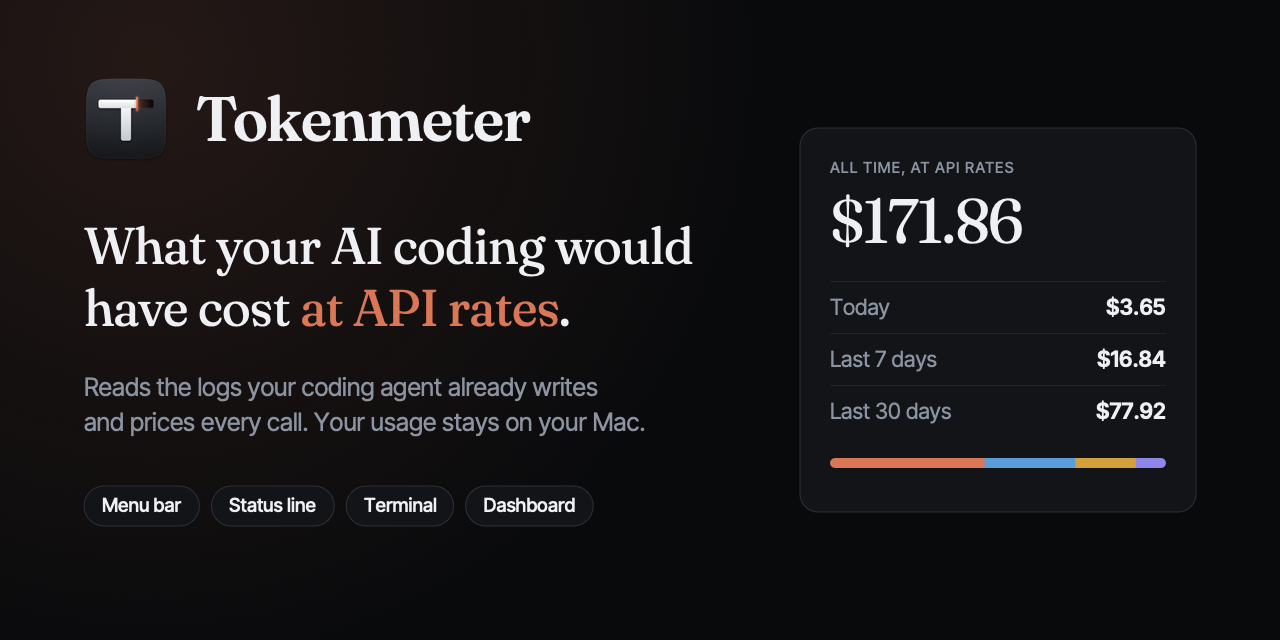 Tokenmeter
What your AI coding would
have cost at API rates.
Reads the logs your coding agent already writes
and prices every call. Your usage stays on your Mac.
Menu bar
Status line
Terminal
Dashboard
ALL TIME, AT API RATES
$171.86
Today $3.65
Last 7 days $16.84
Last 30 days $77.92